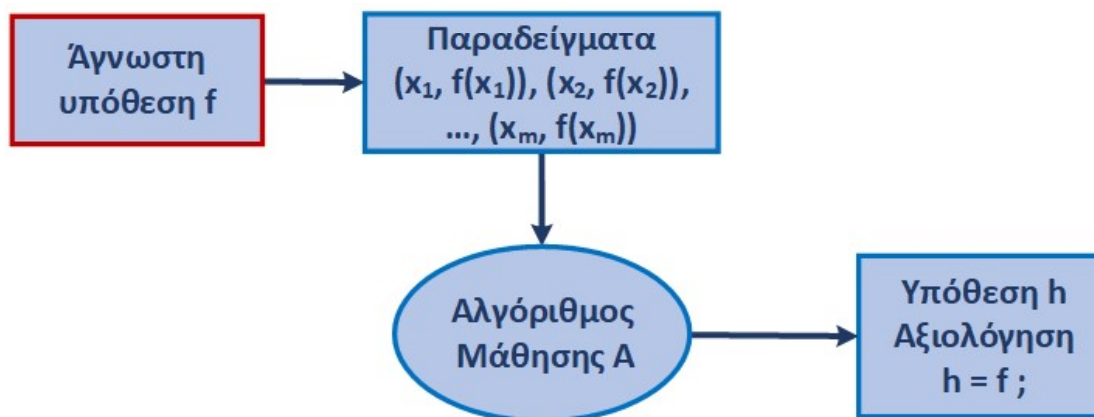 Άγνωστη
υπόθεση f
Παραδείγματα
(x₁, f(x₁)), (x₂, f(x₂)),
..., (xₘ, f(xₘ))
Αλγόριθμος
Μάθησης Α
Υπόθεση h
Αξιολόγηση
h = f ;